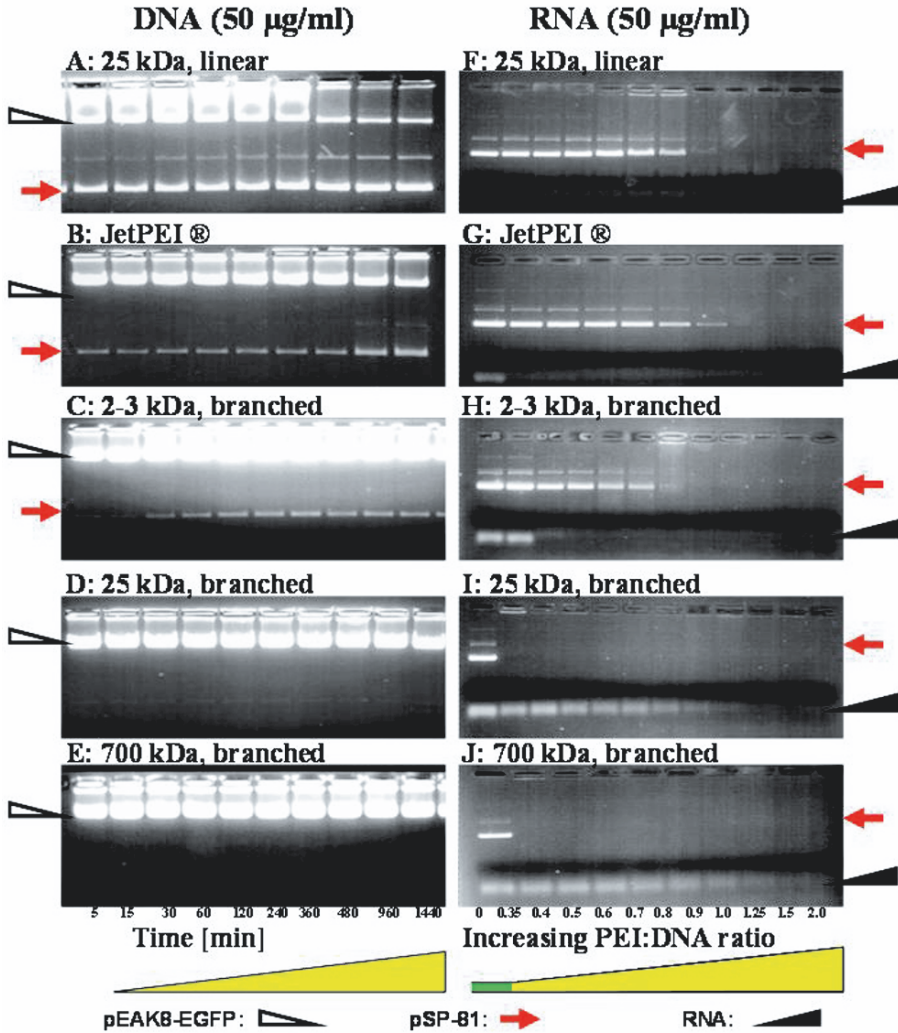 DNA (50 µg/ml)
RNA (50 µg/ml)
A: 25 kDa, linear
F: 25 kDa, linear
B: JetPEI ®
G: JetPEI ®
C: 2-3 kDa, branched
H: 2-3 kDa, branched
D: 25 kDa, branched
I: 25 kDa, branched
E: 700 kDa, branched
J: 700 kDa, branched
5 15 30 60 120 240 360 480 960 1440
0 0.35 0.4 0.5 0.6 0.7 0.8 0.9 1.0 1.25 1.5 2.0
Time [min]
Increasing PEI:DNA ratio
pEAK8-EGFP:
pSP-81:
RNA: